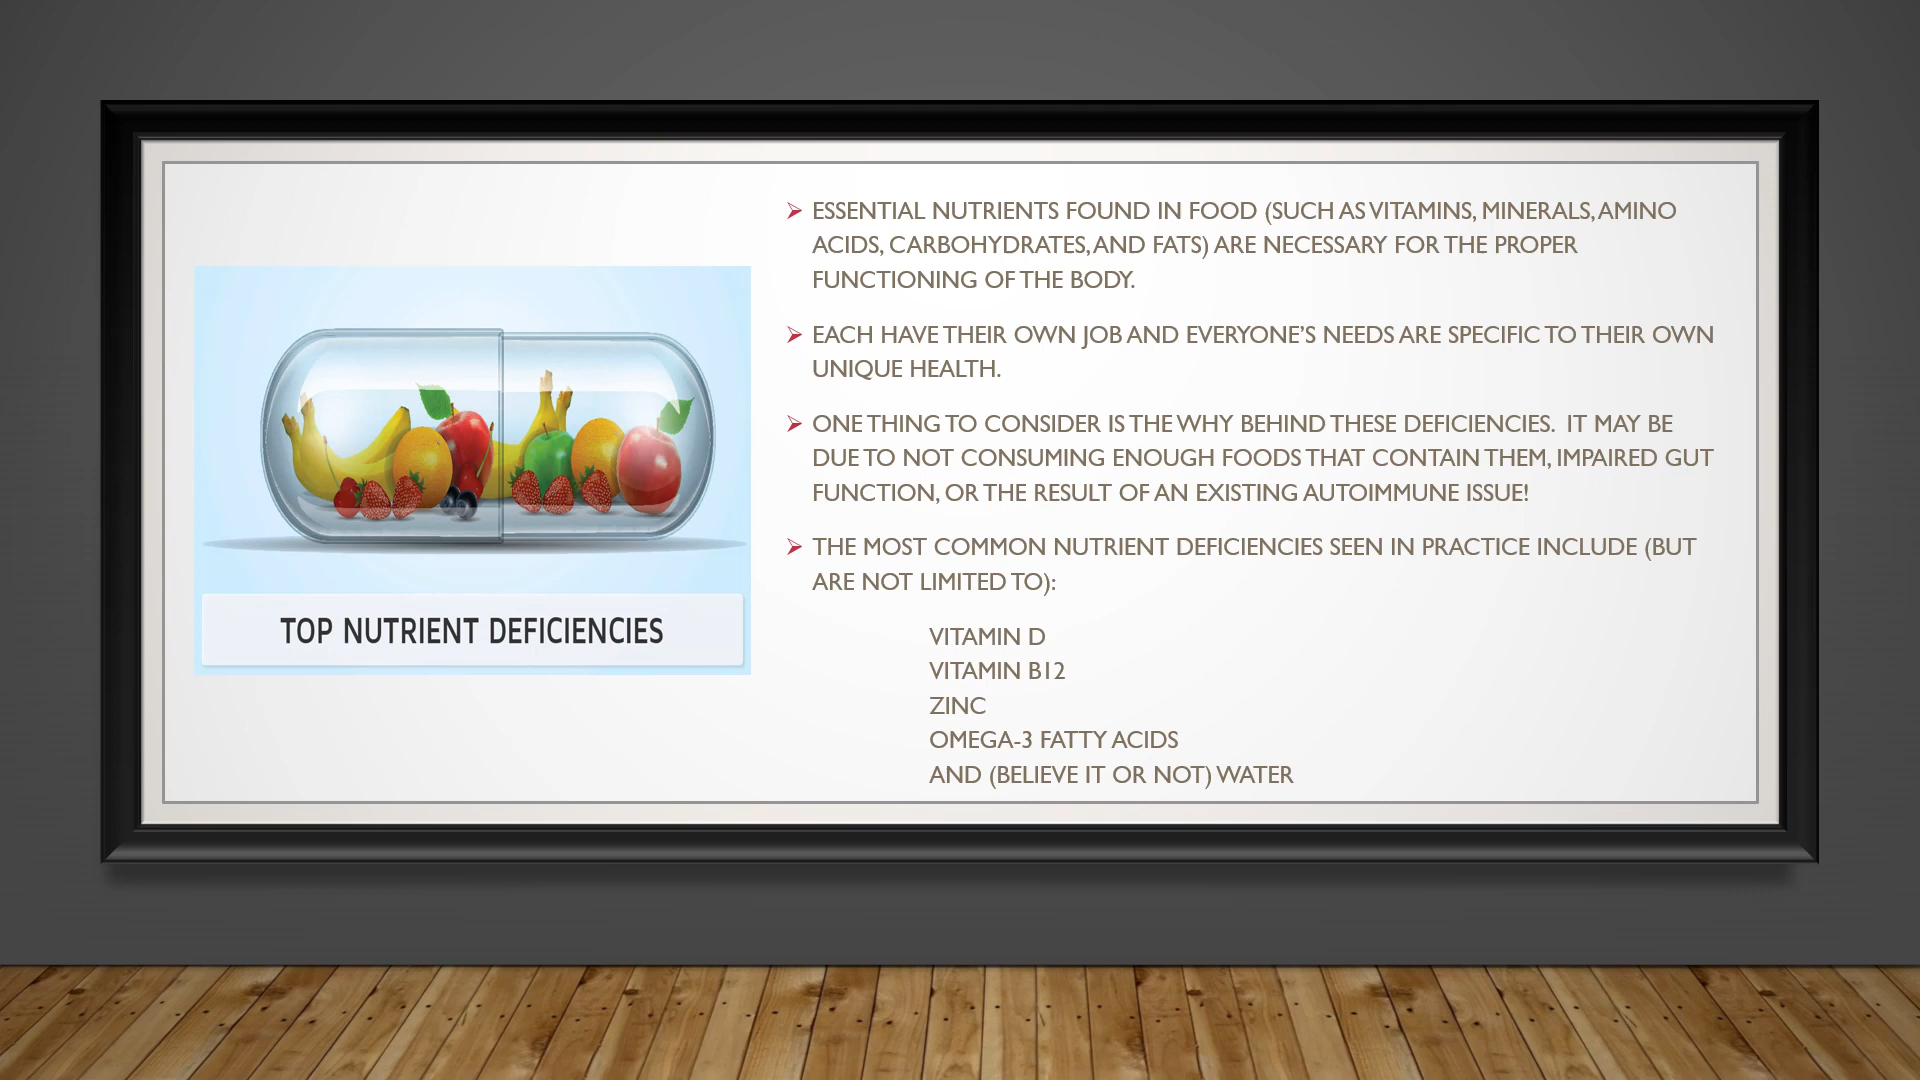 TOP NUTRIENT DEFICIENCIES
ESSENTIAL NUTRIENTS FOUND IN FOOD (SUCH AS VITAMINS, MINERALS, AMINO
ACIDS, CARBOHYDRATES, AND FATS) ARE NECESSARY FOR THE PROPER
FUNCTIONING OF THE BODY.
EACH HAVE THEIR OWN JOB AND EVERYONE’S NEEDS ARE SPECIFIC TO THEIR OWN
UNIQUE HEALTH.
ONE THING TO CONSIDER IS THE WHY BEHIND THESE DEFICIENCIES.  IT MAY BE
DUE TO NOT CONSUMING ENOUGH FOODS THAT CONTAIN THEM, IMPAIRED GUT
FUNCTION, OR THE RESULT OF AN EXISTING AUTOIMMUNE ISSUE!
THE MOST COMMON NUTRIENT DEFICIENCIES SEEN IN PRACTICE INCLUDE (BUT
ARE NOT LIMITED TO):
VITAMIN D
VITAMIN B12
ZINC
OMEGA-3 FATTY ACIDS
AND (BELIEVE IT OR NOT) WATER